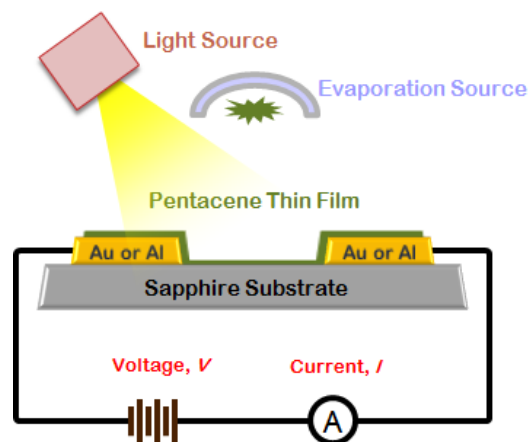 Light Source
Evaporation Source
Pentacene Thin Film
Au or Al
Au or Al
Sapphire Substrate
Voltage, V
Current, I
A